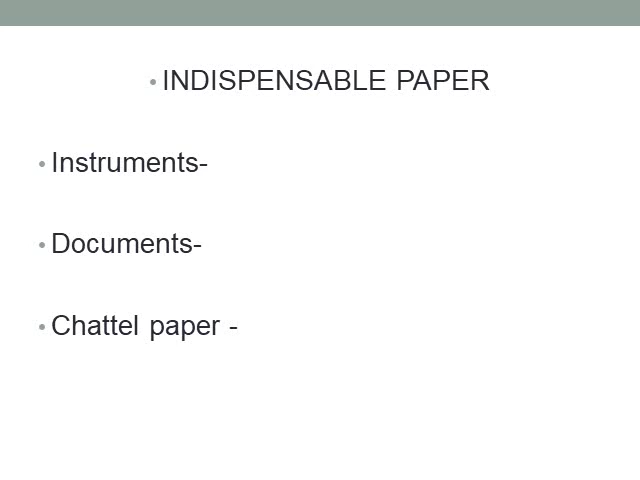 • INDISPENSABLE PAPER
• Instruments-
• Documents-
• Chattel paper -